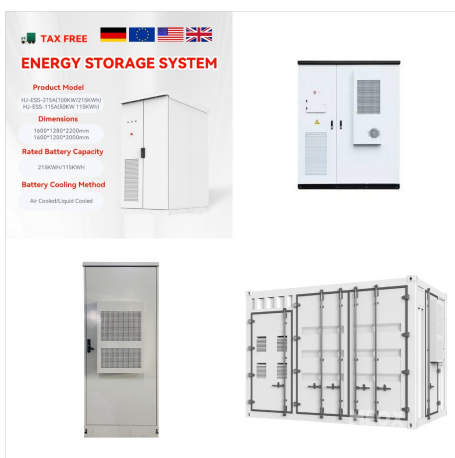 TAX FREE
ENERGY STORAGE SYSTEM
Product Model
HJ-ESS-215A(100KW/215KWh)
HJ-ESS-115A(50KW 115KWh)
Dimensions
1600*1280*2200mm
1600*1200*2000mm
Rated Battery Capacity
215KWH/115KWH
Battery Cooling Method
Air Cooled/Liquid Cooled